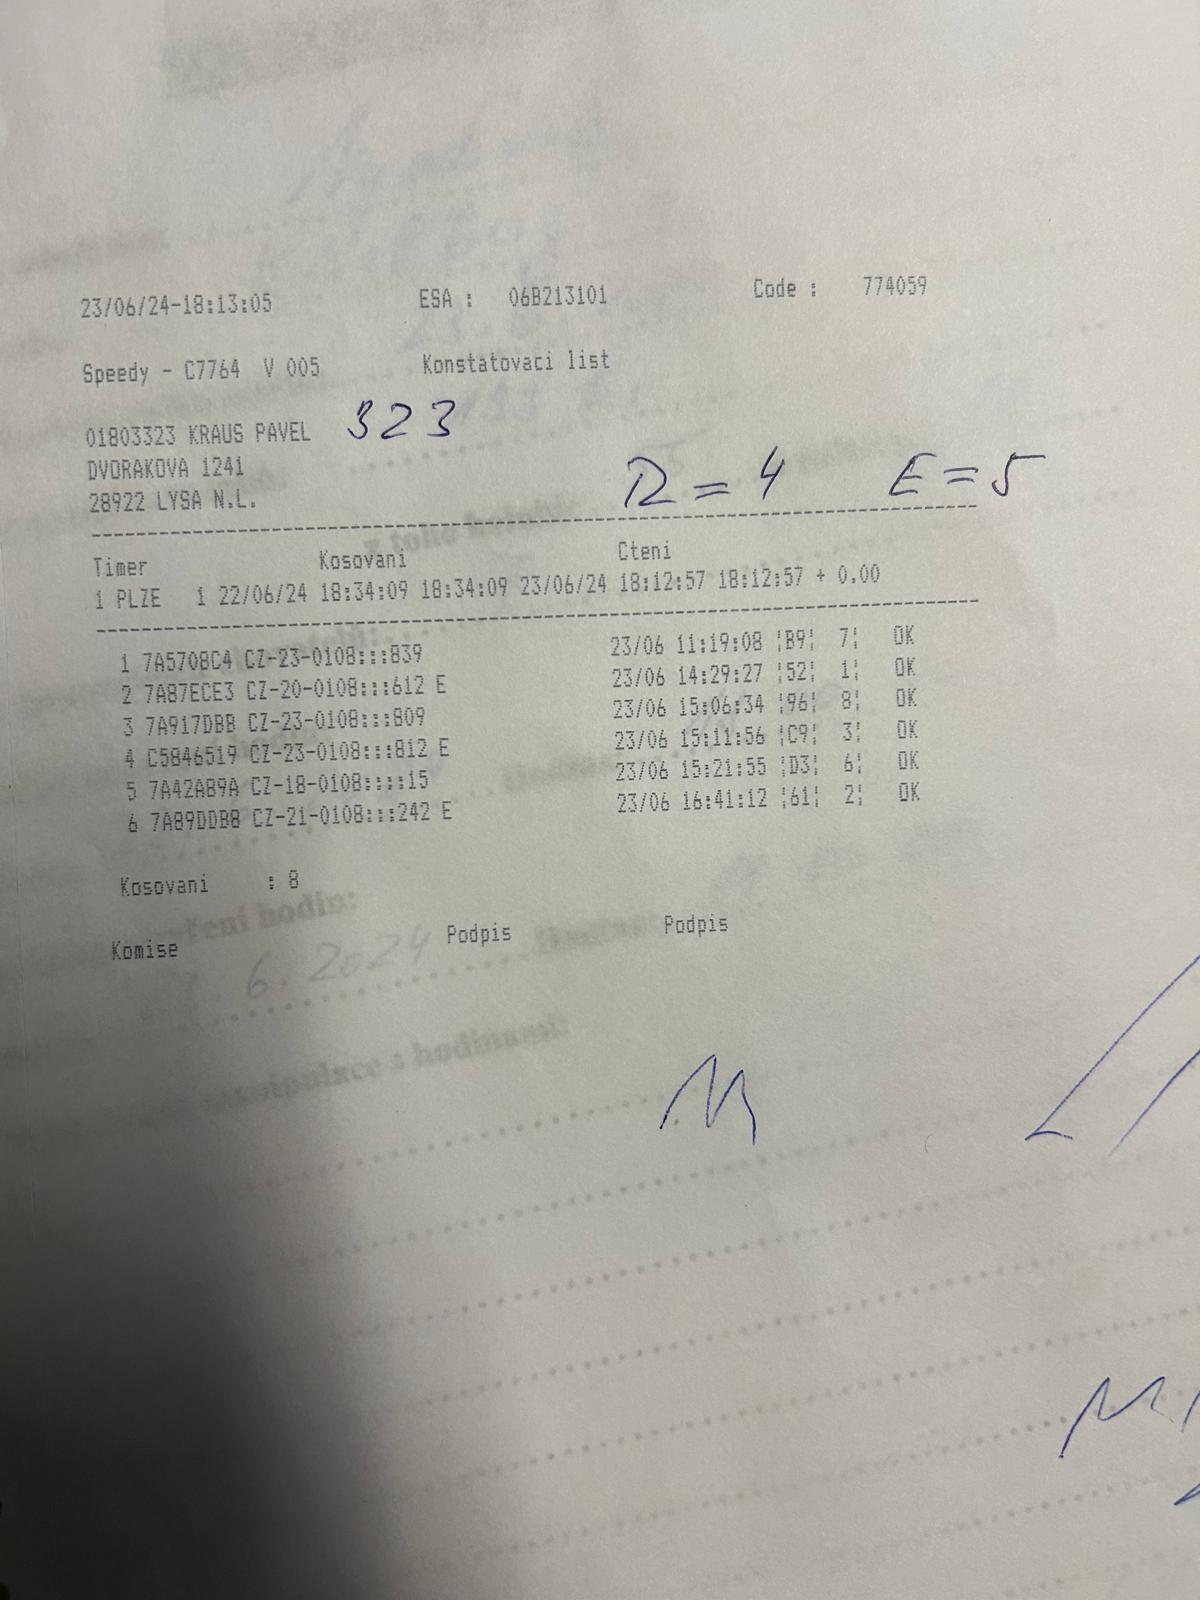 23/06/24-18:13:05 ESA : 06B213101 Code : 774059
Speedy - C7764 V 005 Konstatovaci list
01803323 KRAUS PAVEL 323
DVORAKOVA 1241
28922 LYSA N.L.
R = 4 E = 5
Timer Kosovani Cteni
1 PLZE 1 22/06/24 18:34:09 18:34:09 23/06/24 18:12:57 18:12:57 + 0.00
1 7A5708C4 CZ-23-0108:::839 23/06 11:19:08 ¦B9¦ 7¦ OK
2 7A87ECE3 CZ-20-0108:::612 E 23/06 14:29:27 ¦52¦ 1¦ OK
3 7A917DBB CZ-23-0108:::809 23/06 15:06:34 ¦96¦ 8¦ OK
4 C5846519 CZ-23-0108:::812 E 23/06 15:11:56 ¦C9¦ 3¦ OK
5 7A42A89A CZ-18-0108::::15 23/06 15:21:55 ¦D3¦ 6¦ OK
6 7A89DDB8 CZ-21-0108:::242 E 23/06 16:41:12 ¦61¦ 2¦ OK
Kosovani : 8
Komise Podpis Podpis
6. 2024